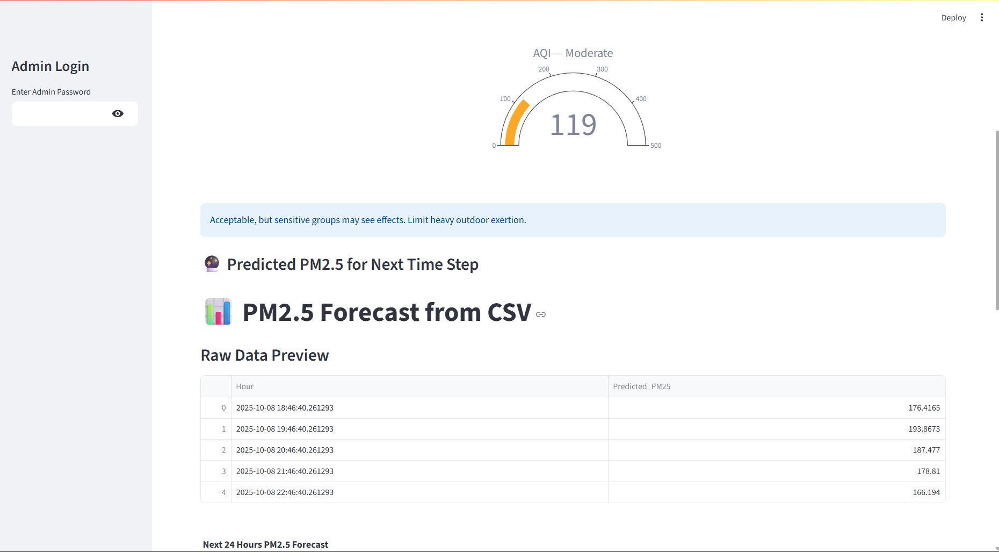 Deploy
Admin Login
Enter Admin Password
AQI — Moderate
200 300
100 400
119
0 500
Acceptable, but sensitive groups may see effects. Limit heavy outdoor exertion.
Predicted PM2.5 for Next Time Step
PM2.5 Forecast from CSV
Raw Data Preview
Hour Predicted_PM25
0 2025-10-08 18:46:40.261293 176.4165
1 2025-10-08 19:46:40.261293 193.8673
2 2025-10-08 20:46:40.261293 187.477
3 2025-10-08 21:46:40.261293 178.81
4 2025-10-08 22:46:40.261293 166.194
Next 24 Hours PM2.5 Forecast